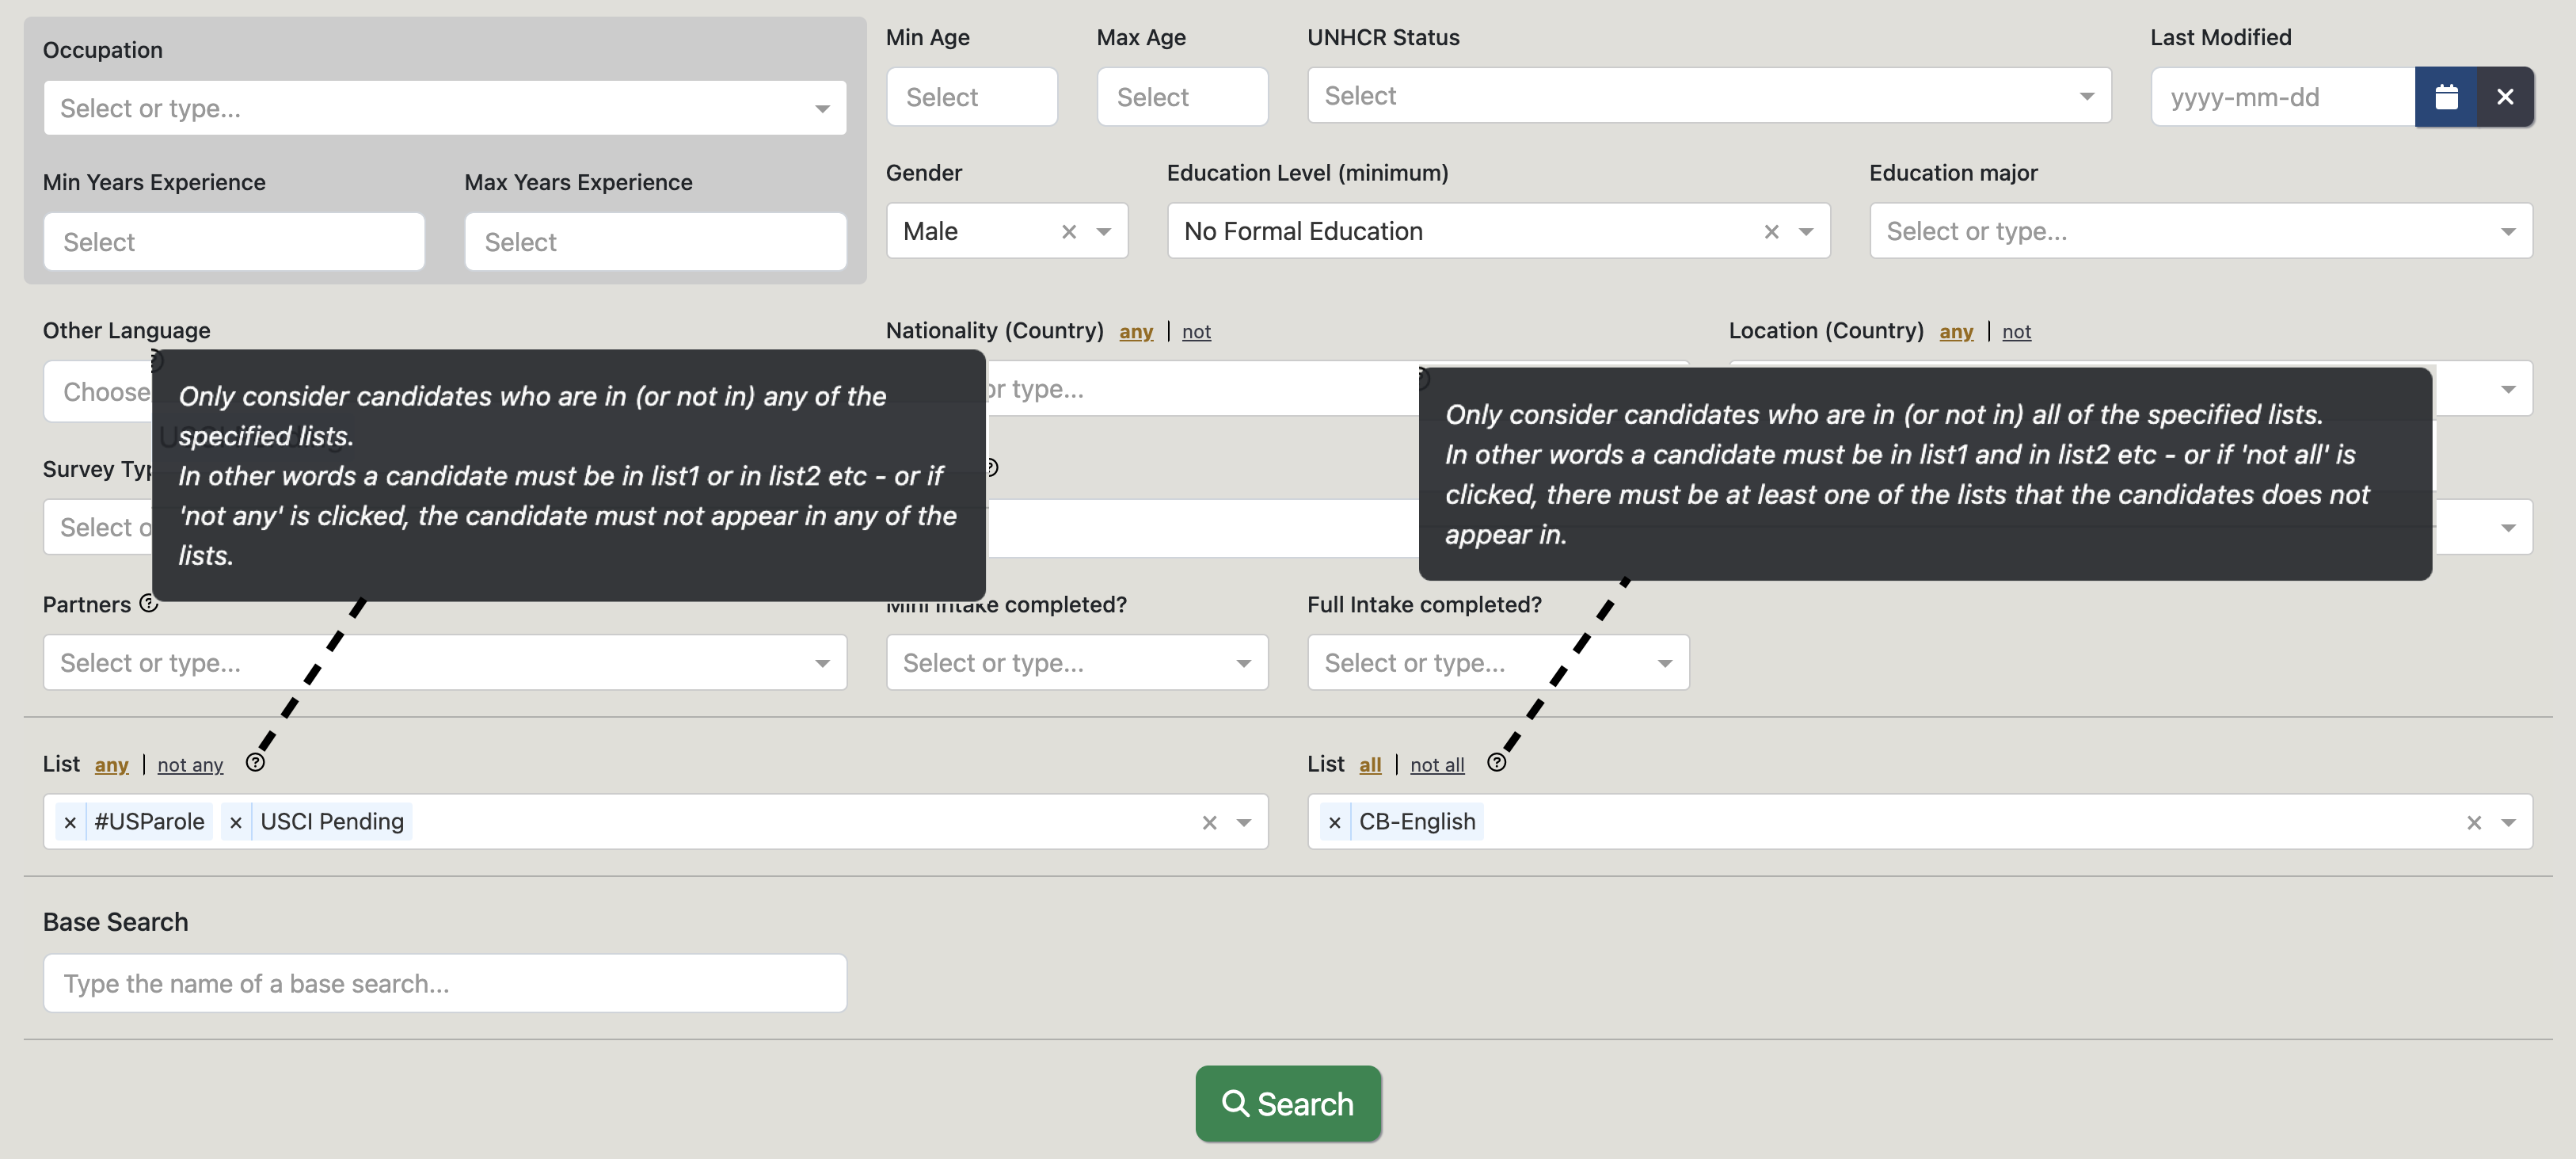 Occupation
Select or type...
Min Years Experience
Max Years Experience
Select
Select
Min Age
Max Age
UNHCR Status
Last Modified
Select
Select
Select
yyyy-mm-dd
Gender
Education Level (minimum)
Education major
Male
No Formal Education
Select or type...
Other Language
Nationality (Country) any | not
Location (Country) any | not
Choose
or type...
Only consider candidates who are in (or not in) any of the
specified lists.
In other words a candidate must be in list1 or in list2 etc - or if
'not any' is clicked, the candidate must not appear in any of the
lists.
Only consider candidates who are in (or not in) all of the specified lists.
In other words a candidate must be in list1 and in list2 etc - or if 'not all' is
clicked, there must be at least one of the lists that the candidates does not
appear in.
Survey
Select
Partners
Mini Intake completed?
Full Intake completed?
Select or type...
Select or type...
Select or type...
List any | not any
List all | not all
#USParole
USCI Pending
CB-English
Base Search
Type the name of a base search...
Search